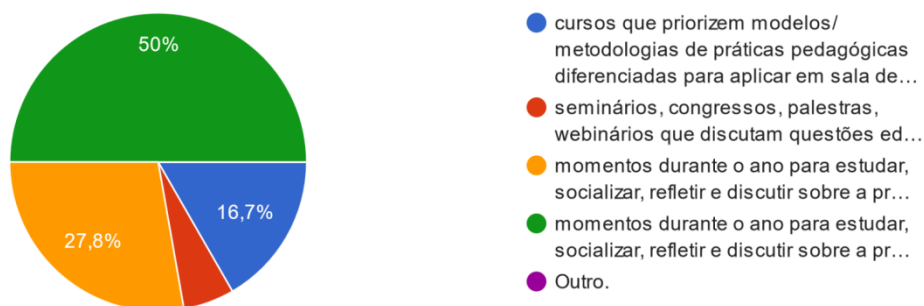 50%
16,7%
27,8%
cursos que priorizem modelos/
metodologias de práticas pedagógicas
diferenciadas para aplicar em sala de…
seminários, congressos, palestras,
webinários que discutam questões ed…
momentos durante o ano para estudar,
socializar, refletir e discutir sobre a pr…
momentos durante o ano para estudar,
socializar, refletir e discutir sobre a pr…
Outro.